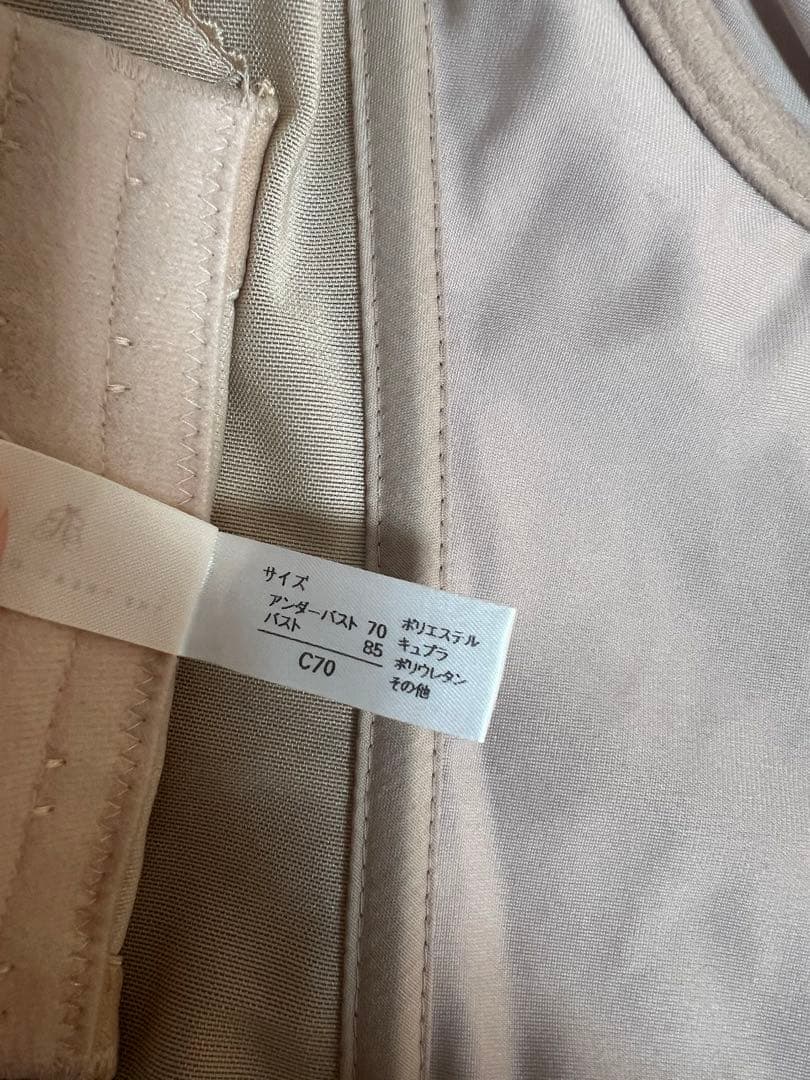 サイズ
アンダーバスト 70
バスト 85
C70
ポリエステル
キュプラ
ポリウレタン
その他